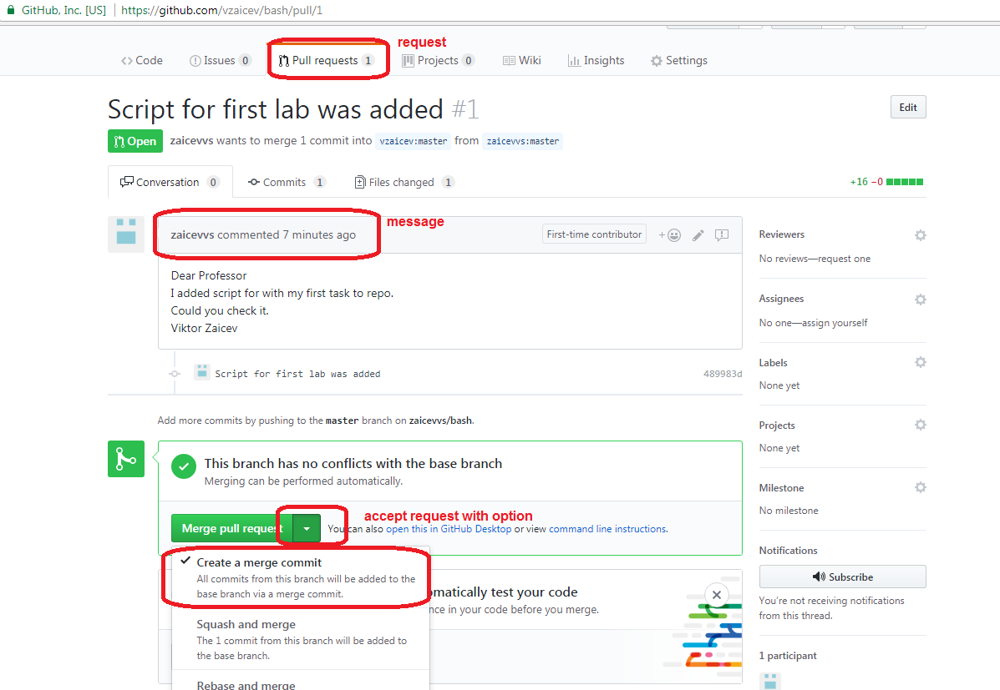 GitHub, Inc. [US] https://github.com/vzaicev/bash/pull/1
request
Code Issues 0 Pull requests 1 Projects 0 Wiki Insights Settings
Script for first lab was added #1
Edit
Open zaicevvs wants to merge 1 commit into vzaicev:master from zaicevvs:master
Conversation 0 Commits 1 Files changed 1 +16 −0
message
zaicevvs commented 7 minutes ago First-time contributor +
Dear Professor
I added script for with my first task to repo.
Could you check it.
Viktor Zaicev
Script for first lab was added 489983d
Add more commits by pushing to the master branch on zaicevvs/bash.
This branch has no conflicts with the base branch
Merging can be performed automatically.
accept request with option
Merge pull request You can also open this in GitHub Desktop or view command line instructions.
Create a merge commit
All commits from this branch will be added to the
base branch via a merge commit.
omatically test your code
nce in your code before you merge.
Squash and merge
The 1 commit from this branch will be added to
the base branch.
Rebase and merge
Reviewers
No reviews—request one
Assignees
No one—assign yourself
Labels
None yet
Projects
None yet
Milestone
No milestone
Notifications
Subscribe
You're not receiving notifications
from this thread.
1 participant